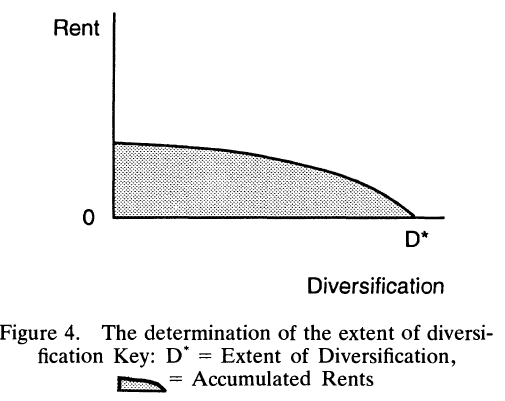 Rent
0
D*
Diversification
Figure 4. The determination of the extent of diversi-
fication Key: D* = Extent of Diversification,
= Accumulated Rents